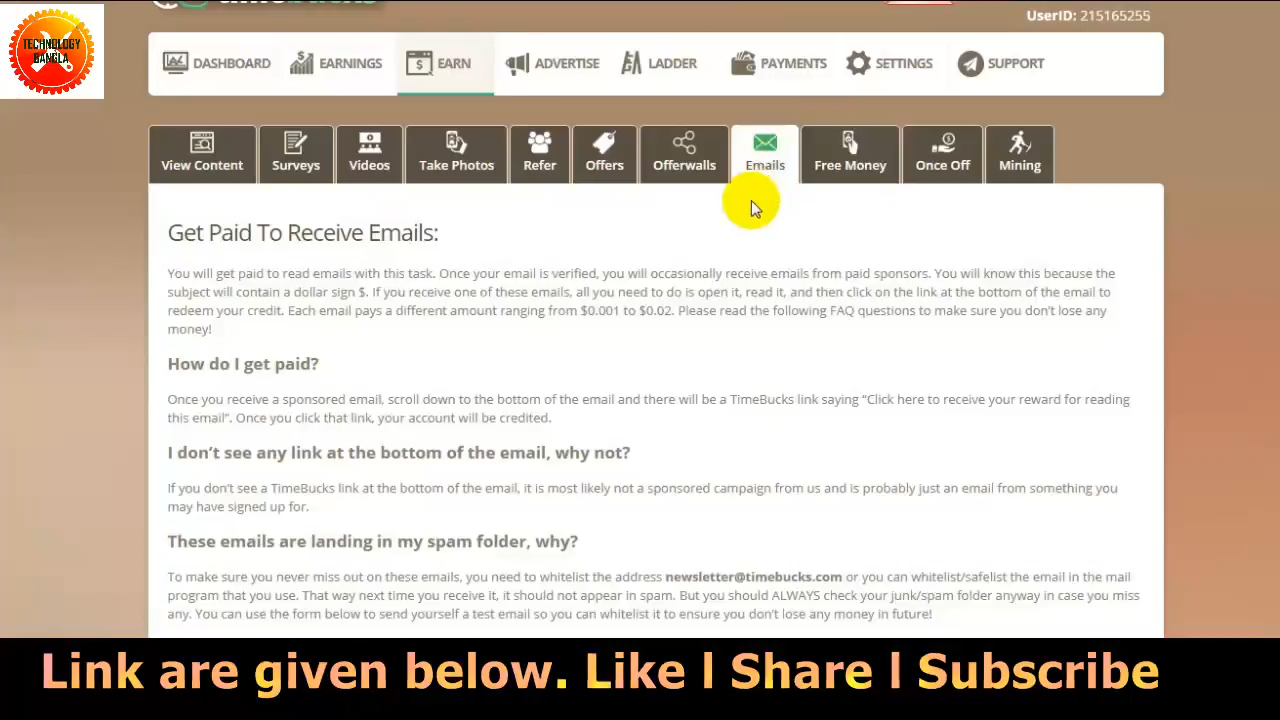 timebucks
UserID: 215165255
TECHNOLOGY
BANGLA
DASHBOARD EARNINGS EARN ADVERTISE LADDER PAYMENTS SETTINGS SUPPORT
View Content Surveys Videos Take Photos Refer Offers Offerwalls Emails Free Money Once Off Mining
Get Paid To Receive Emails:
You will get paid to read emails with this task. Once your email is verified, you will occasionally receive emails from paid sponsors. You will know this because the
subject will contain a dollar sign $. If you receive one of these emails, all you need to do is open it, read it, and then click on the link at the bottom of the email to
redeem your credit. Each email pays a different amount ranging from $0.001 to $0.02. Please read the following FAQ questions to make sure you don’t lose any
money!
How do I get paid?
Once you receive a sponsored email, scroll down to the bottom of the email and there will be a TimeBucks link saying “Click here to receive your reward for reading
this email”. Once you click that link, your account will be credited.
I don’t see any link at the bottom of the email, why not?
If you don’t see a TimeBucks link at the bottom of the email, it is most likely not a sponsored campaign from us and is probably just an email from something you
may have signed up for.
These emails are landing in my spam folder, why?
To make sure you never miss out on these emails, you need to whitelist the address newsletter@timebucks.com or you can whitelist/safelist the email in the mail
program that you use. That way next time you receive it, it should not appear in spam. But you should ALWAYS check your junk/spam folder anyway in case you miss
any. You can use the form below to send yourself a test email so you can whitelist it to ensure you don’t lose any money in future!
Link are given below. Like l Share l Subscribe